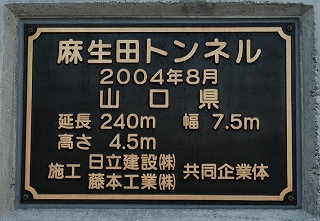 麻生田トンネル
2004年8月
山口県
延長 240m 幅 7.5m
高さ 4.5m
施工 日立建設㈱ 共同企業体
藤本工業㈱